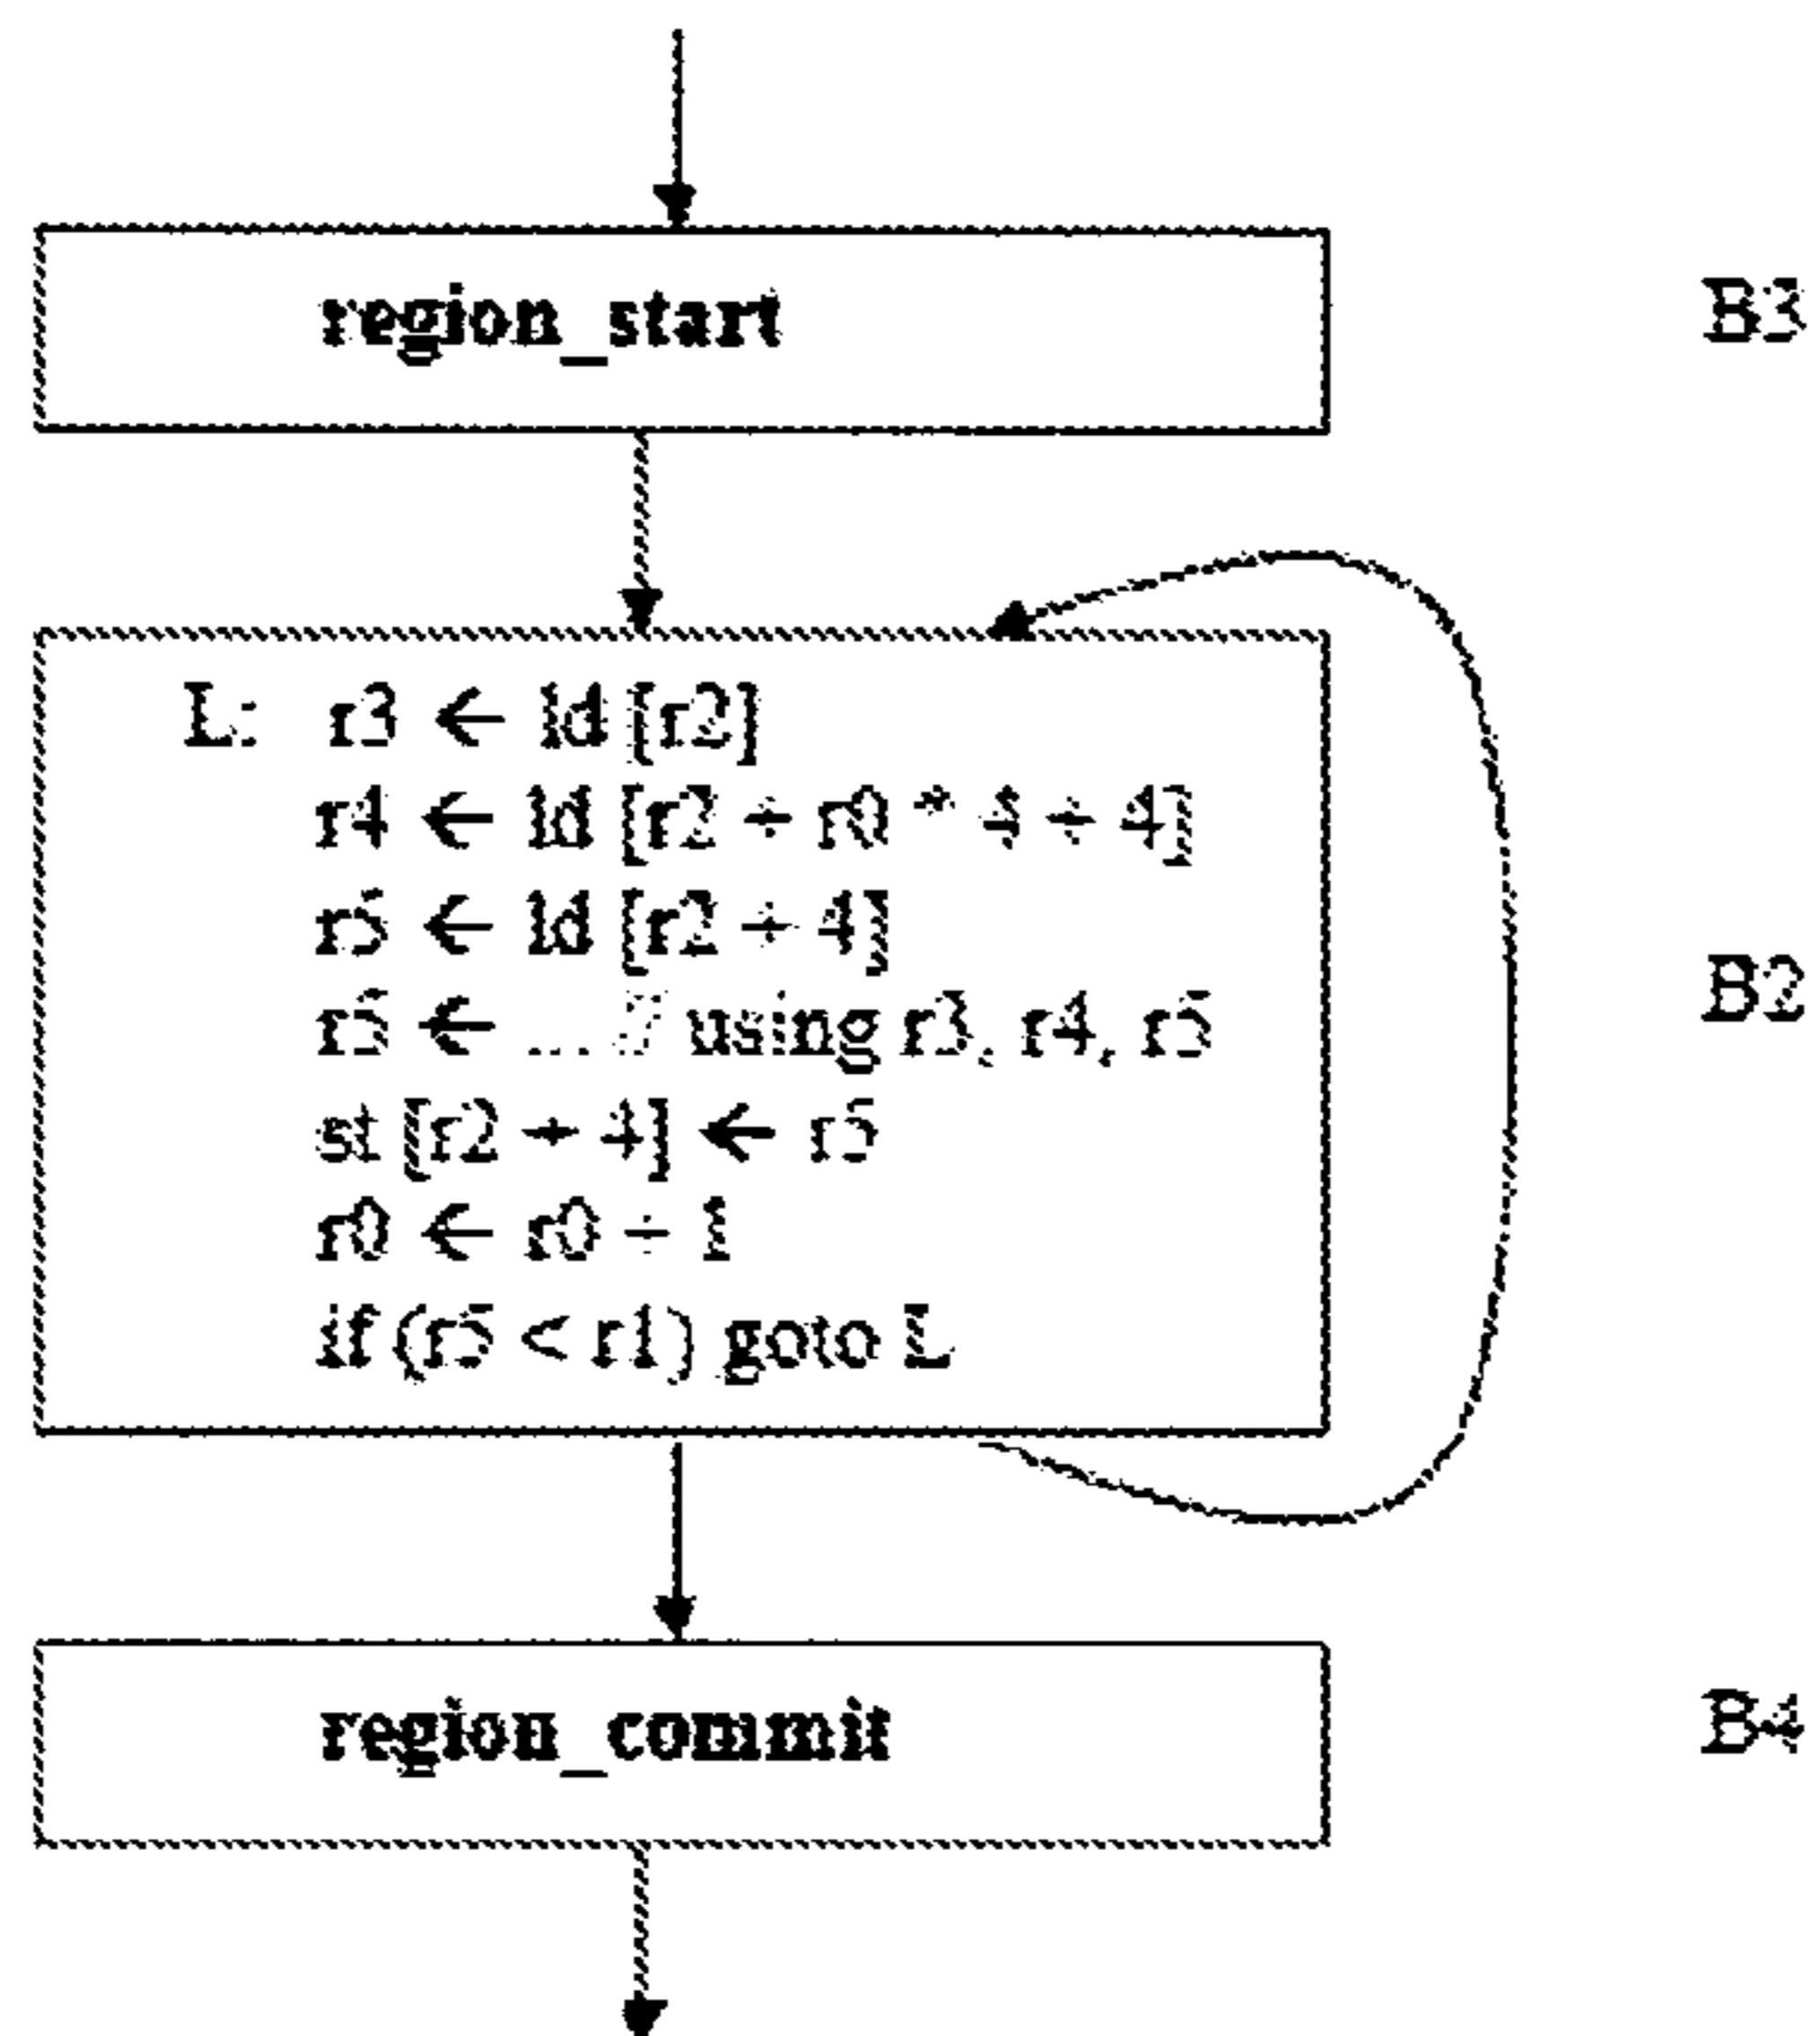 region_start
B3
L: r3 ← ld [r2]
r4 ← ld [r2 + r0 * 4 + 4]
r5 ← ld [r2 + 4]
r5 ← ... // using r3, r4, r5
B2
st [r2 + 4] ← r5
r0 ← r0 + 1
if (r5 < r1) goto L
region_commit
B4